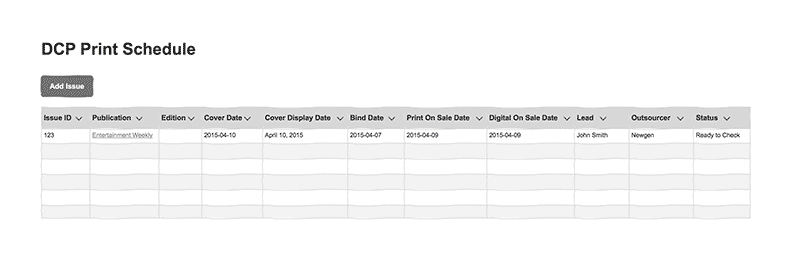 DCP Print Schedule
Add Issue
Issue ID Publication Edition Cover Date Cover Display Date Bind Date Print On Sale Date Digital On Sale Date Lead Outsourcer Status
123 Entertainment Weekly 2015-04-10 April 10, 2015 2015-04-07 2015-04-09 2015-04-09 John Smith Nowgen Ready to Check